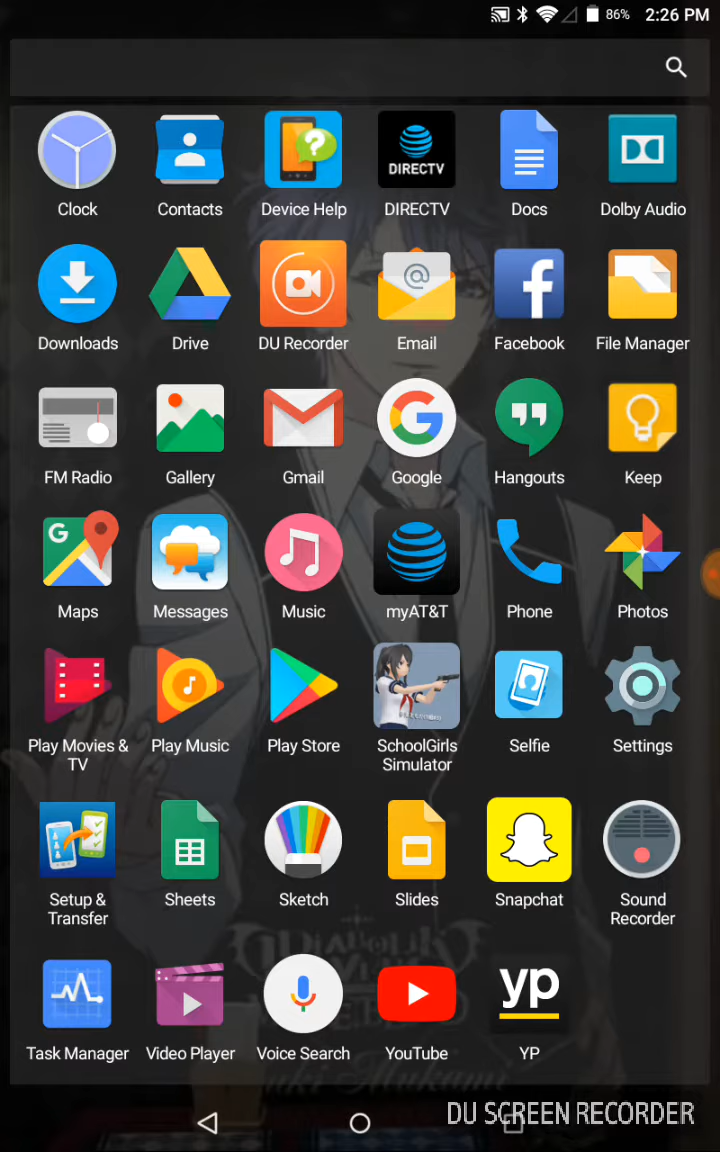 86% 2:26 PM
DIRECTV
Clock Contacts Device Help DIRECTV Docs Dolby Audio
Downloads Drive DU Recorder Email Facebook File Manager
FM Radio Gallery Gmail Google Hangouts Keep
Maps Messages Music myAT&T Phone Photos
Play Movies & TV Play Music Play Store SchoolGirls Simulator Selfie Settings
Setup & Transfer Sheets Sketch Slides Snapchat Sound Recorder
yp
Task Manager Video Player Voice Search YouTube YP
DU SCREEN RECORDER